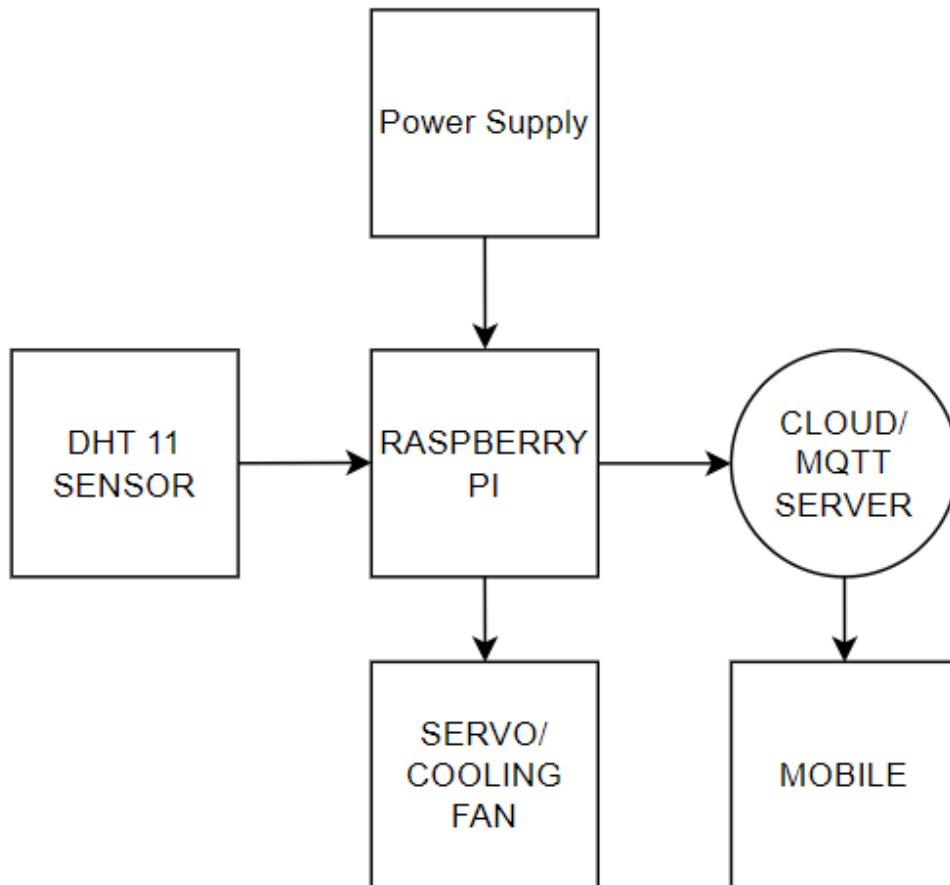 Power Supply
DHT 11
SENSOR
RASPBERRY
PI
CLOUD/
MQTT
SERVER
SERVO/
COOLING
FAN
MOBILE